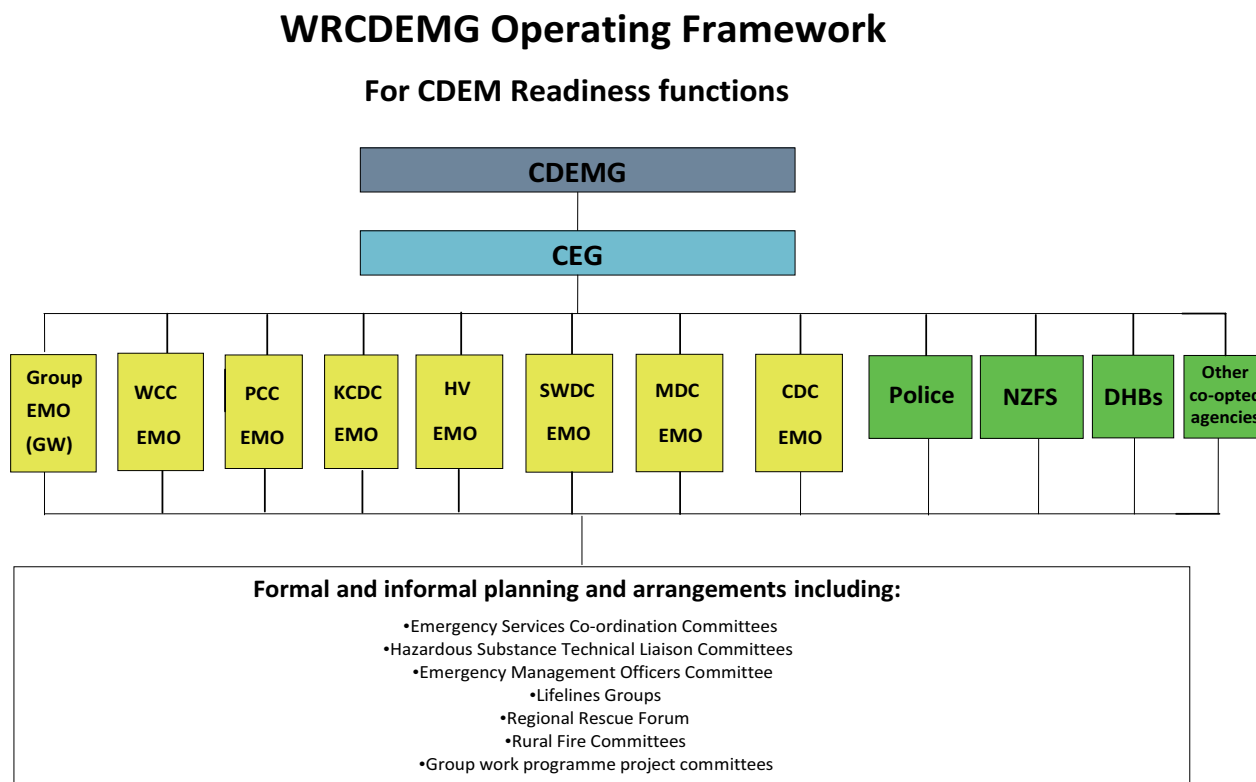 WRCDEMG Operating Framework
For CDEM Readiness functions
CDEMG
CEG
Group
EMO
(GW)
WCC
EMO
PCC
EMO
KCDC
EMO
HV
EMO
SWDC
EMO
MDC
EMO
CDC
EMO
Police
NZFS
DHBs
Other
co-opted
agencies
Formal and informal planning and arrangements including:
•Emergency Services Co-ordination Committees
•Hazardous Substance Technical Liaison Committees
•Emergency Management Officers Committee
•Lifelines Groups
•Regional Rescue Forum
•Rural Fire Committees
•Group work programme project committees